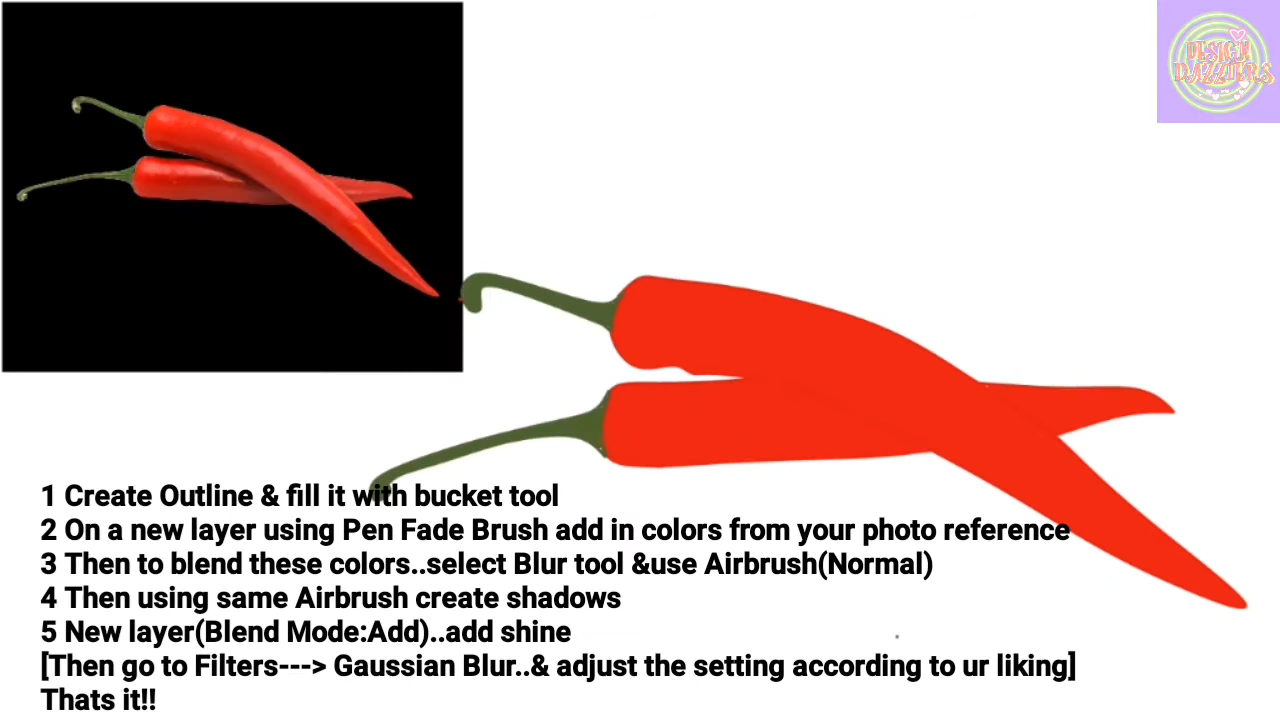 DESIGN
DAZZLERS
1 Create Outline & fill it with bucket tool
2 On a new layer using Pen Fade Brush add in colors from your photo reference
3 Then to blend these colors..select Blur tool &use Airbrush(Normal)
4 Then using same Airbrush create shadows
5 New layer(Blend Mode:Add)..add shine
[Then go to Filters---> Gaussian Blur..& adjust the setting according to ur liking]
Thats it!!